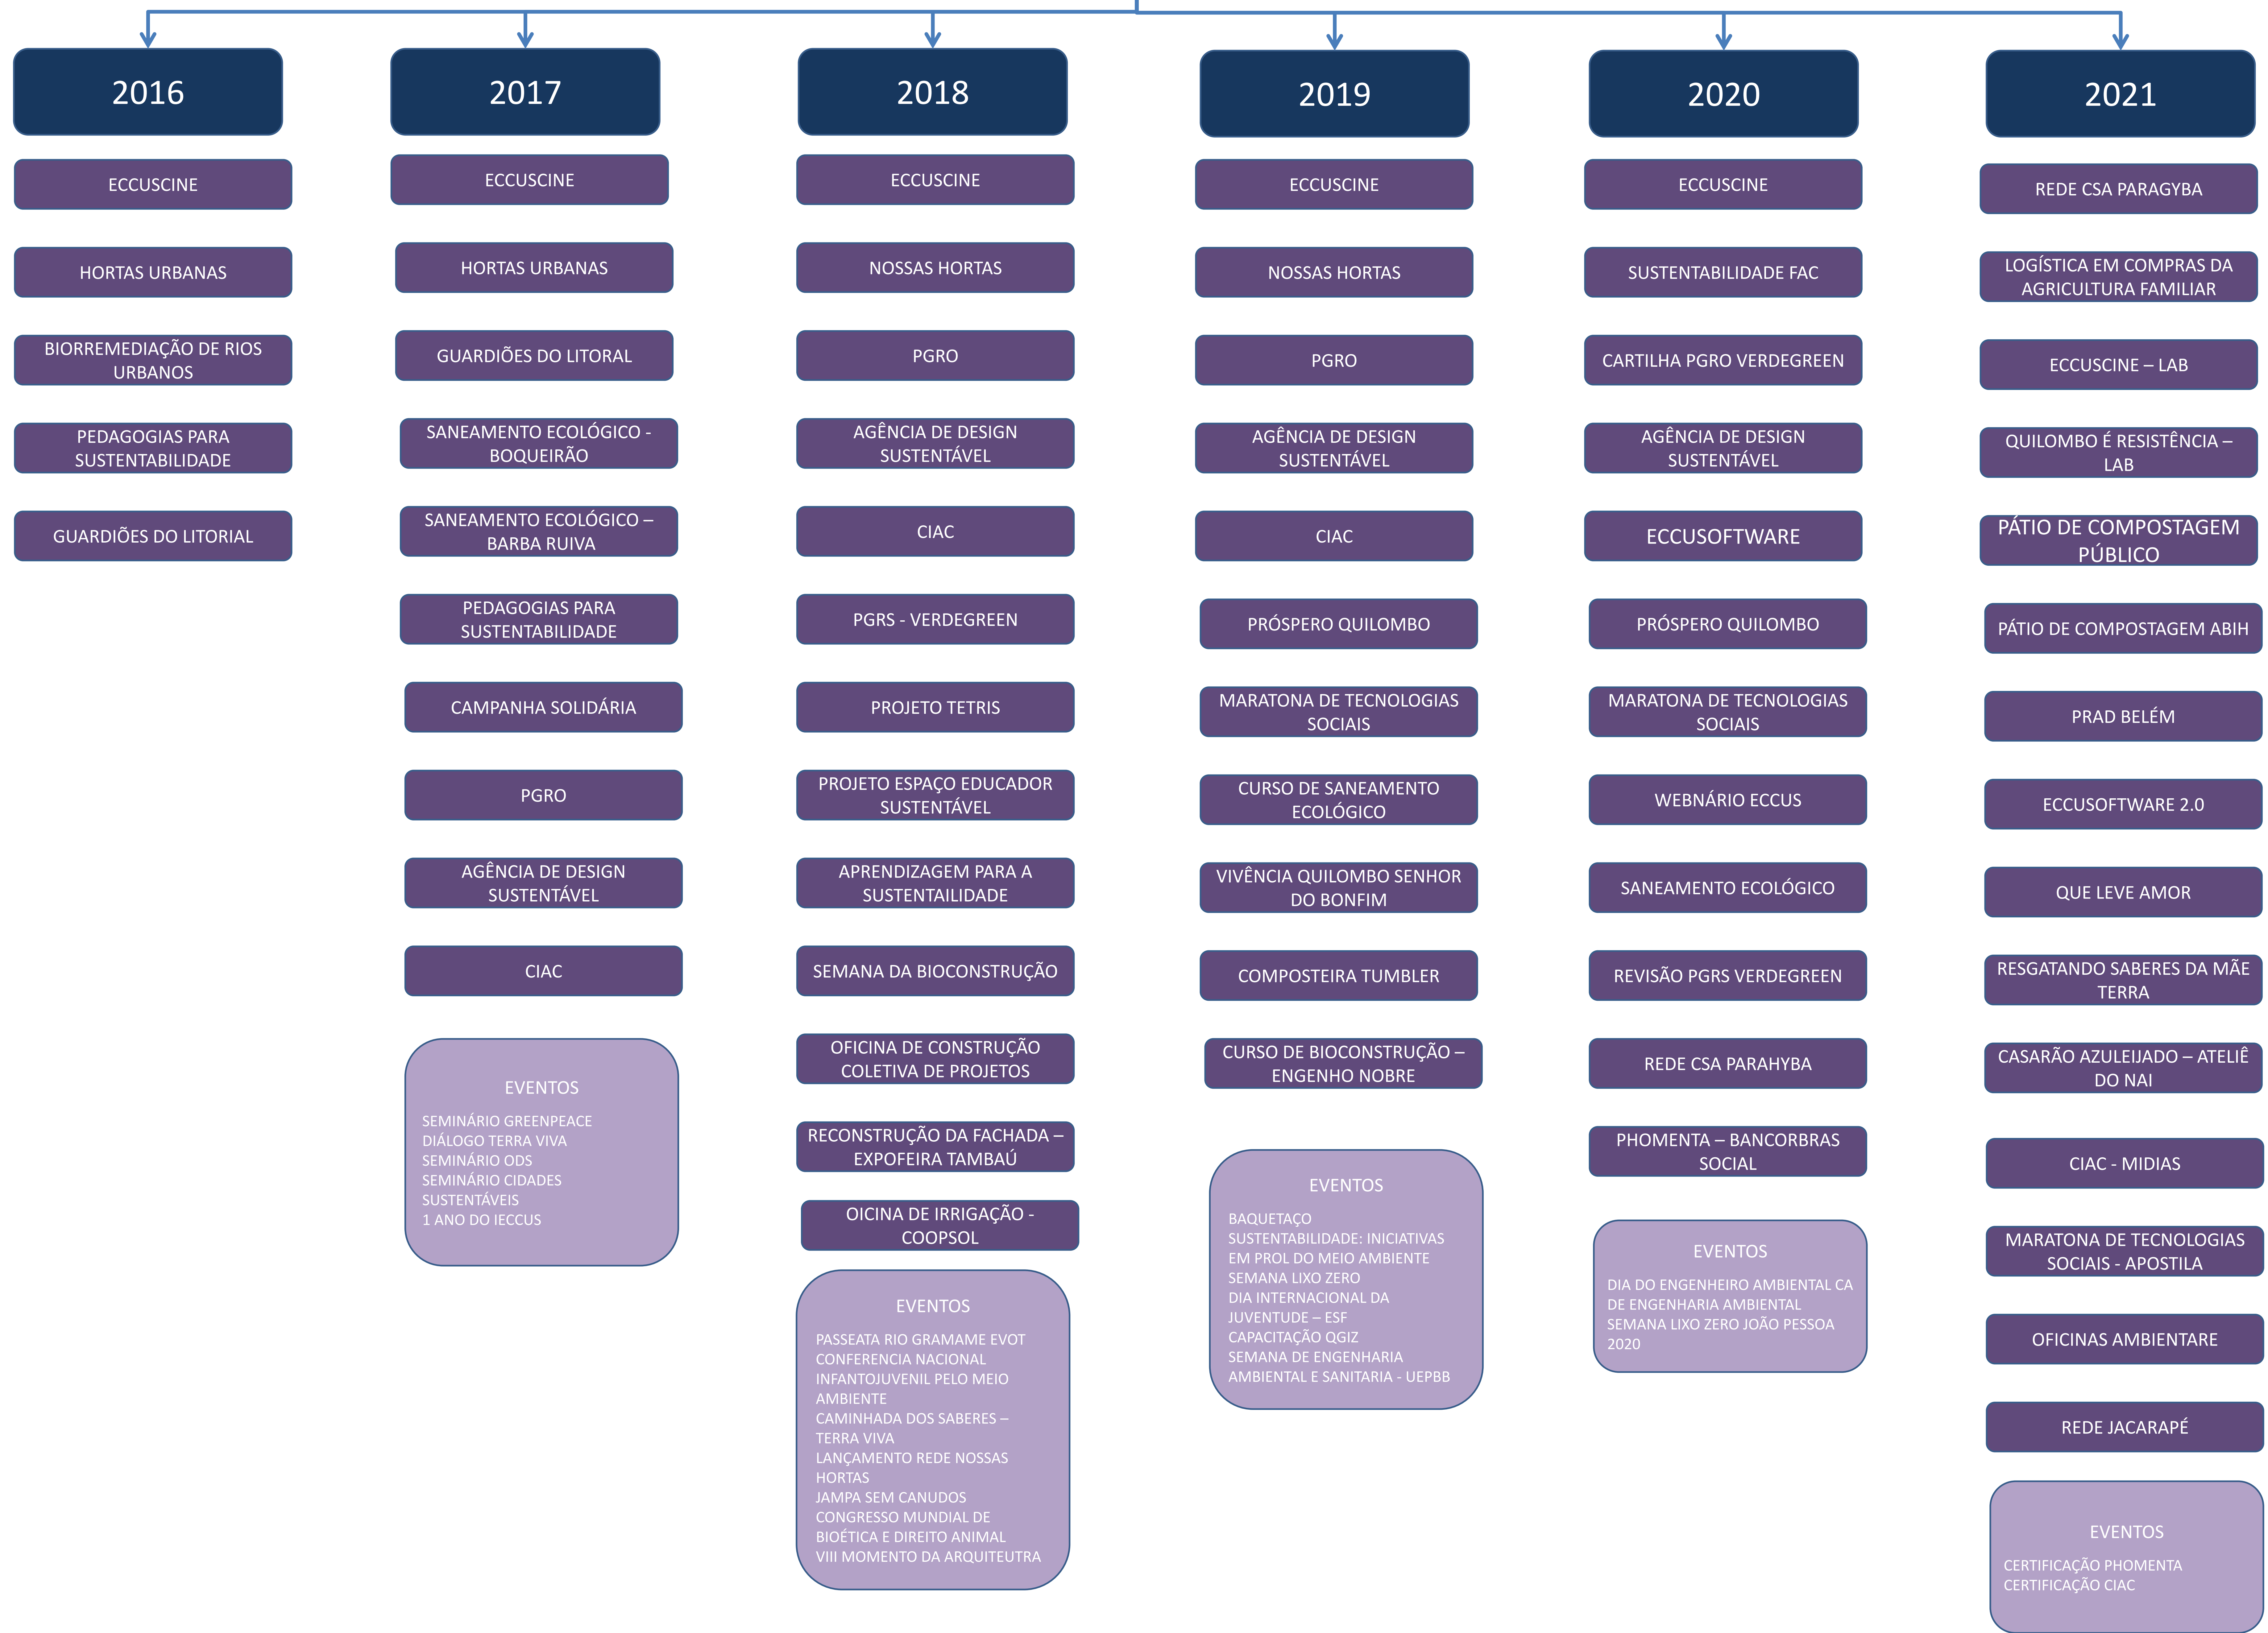 2016
ECCUSCINE
HORTAS URBANAS
BIORREMEDIAÇÃO DE RIOS
URBANOS
PEDAGOGIAS PARA
SUSTENTABILIDADE
GUARDIÕES DO LITORIAL
2017
ECCUSCINE
HORTAS URBANAS
GUARDIÕES DO LITORAL
SANEAMENTO ECOLÓGICO -
BOQUEIRÃO
SANEAMENTO ECOLÓGICO –
BARBA RUIVA
PEDAGOGIAS PARA
SUSTENTABILIDADE
CAMPANHA SOLIDÁRIA
PGRO
AGÊNCIA DE DESIGN
SUSTENTÁVEL
CIAC
EVENTOS
SEMINÁRIO GREENPEACE
DIÁLOGO TERRA VIVA
SEMINÁRIO ODS
SEMINÁRIO CIDADES
SUSTENTÁVEIS
1 ANO DO IECCUS
2018
ECCUSCINE
NOSSAS HORTAS
PGRO
AGÊNCIA DE DESIGN
SUSTENTÁVEL
CIAC
PGRS - VERDEGREEN
PROJETO TETRIS
PROJETO ESPAÇO EDUCADOR
SUSTENTÁVEL
APRENDIZAGEM PARA A
SUSTENTAILIDADE
SEMANA DA BIOCONSTRUÇÃO
OFICINA DE CONSTRUÇÃO
COLETIVA DE PROJETOS
RECONSTRUÇÃO DA FACHADA –
EXPOFEIRA TAMBAÚ
OICINA DE IRRIGAÇÃO -
COOPSOL
EVENTOS
PASSEATA RIO GRAMAME EVOT
CONFERENCIA NACIONAL
INFANTOJUVENIL PELO MEIO
AMBIENTE
CAMINHADA DOS SABERES –
TERRA VIVA
LANÇAMENTO REDE NOSSAS
HORTAS
JAMPA SEM CANUDOS
CONGRESSO MUNDIAL DE
BIOÉTICA E DIREITO ANIMAL
VIII MOMENTO DA ARQUITEUTRA
2019
ECCUSCINE
NOSSAS HORTAS
PGRO
AGÊNCIA DE DESIGN
SUSTENTÁVEL
CIAC
PRÓSPERO QUILOMBO
MARATONA DE TECNOLOGIAS
SOCIAIS
CURSO DE SANEAMENTO
ECOLÓGICO
VIVÊNCIA QUILOMBO SENHOR
DO BONFIM
COMPOSTEIRA TUMBLER
CURSO DE BIOCONSTRUÇÃO –
ENGENHO NOBRE
EVENTOS
BAQUETAÇO
SUSTENTABILIDADE: INICIATIVAS
EM PROL DO MEIO AMBIENTE
SEMANA LIXO ZERO
DIA INTERNACIONAL DA
JUVENTUDE – ESF
CAPACITAÇÃO QGIZ
SEMANA DE ENGENHARIA
AMBIENTAL E SANITARIA - UEPBB
2020
ECCUSCINE
SUSTENTABILIDADE FAC
CARTILHA PGRO VERDEGREEN
AGÊNCIA DE DESIGN
SUSTENTÁVEL
ECCUSOFTWARE
PRÓSPERO QUILOMBO
MARATONA DE TECNOLOGIAS
SOCIAIS
WEBNÁRIO ECCUS
SANEAMENTO ECOLÓGICO
REVISÃO PGRS VERDEGREEN
REDE CSA PARAHYBA
PHOMENTA – BANCORBRAS
SOCIAL
EVENTOS
DIA DO ENGENHEIRO AMBIENTAL CA
DE ENGENHARIA AMBIENTAL
SEMANA LIXO ZERO JOÃO PESSOA
2020
2021
REDE CSA PARAGYBA
LOGÍSTICA EM COMPRAS DA
AGRICULTURA FAMILIAR
ECCUSCINE – LAB
QUILOMBO É RESISTÊNCIA –
LAB
PÁTIO DE COMPOSTAGEM
PÚBLICO
PÁTIO DE COMPOSTAGEM ABIH
PRAD BELÉM
ECCUSOFTWARE 2.0
QUE LEVE AMOR
RESGATANDO SABERES DA MÃE
TERRA
CASARÃO AZULEIJADO – ATELIÊ
DO NAI
CIAC - MIDIAS
MARATONA DE TECNOLOGIAS
SOCIAIS - APOSTILA
OFICINAS AMBIENTARE
REDE JACARAPÉ
EVENTOS
CERTIFICAÇÃO PHOMENTA
CERTIFICAÇÃO CIAC